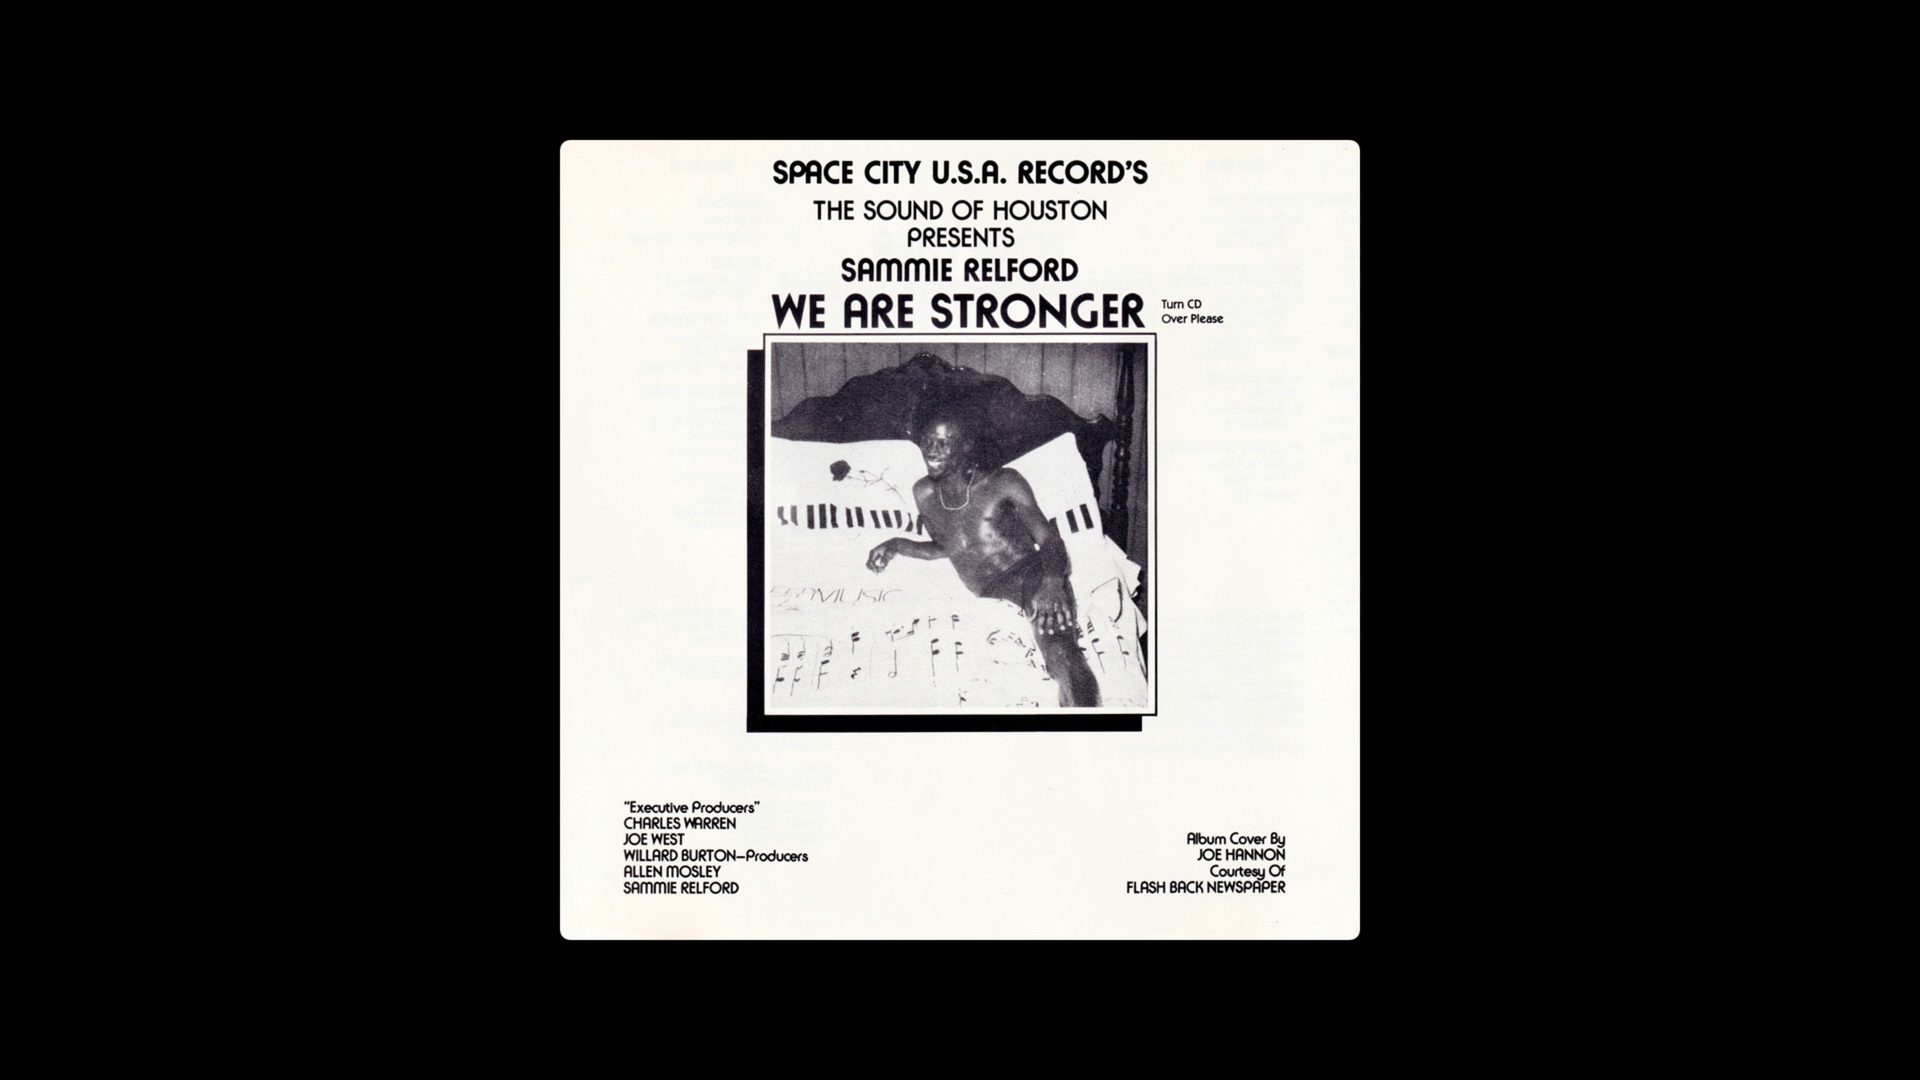 SPACE CITY U.S.A. RECORD'S
THE SOUND OF HOUSTON
PRESENTS
SAMMIE RELFORD
WE ARE STRONGER
Turn CD
Over Please
MUSIC
"Executive Producers"
CHARLES WARREN
JOE WEST
WILLARD BURTON–Producers
ALLEN MOSLEY
SAMMIE RELFORD
Album Cover By
JOE HANNON
Courtesy Of
FLASH BACK NEWSPAPER